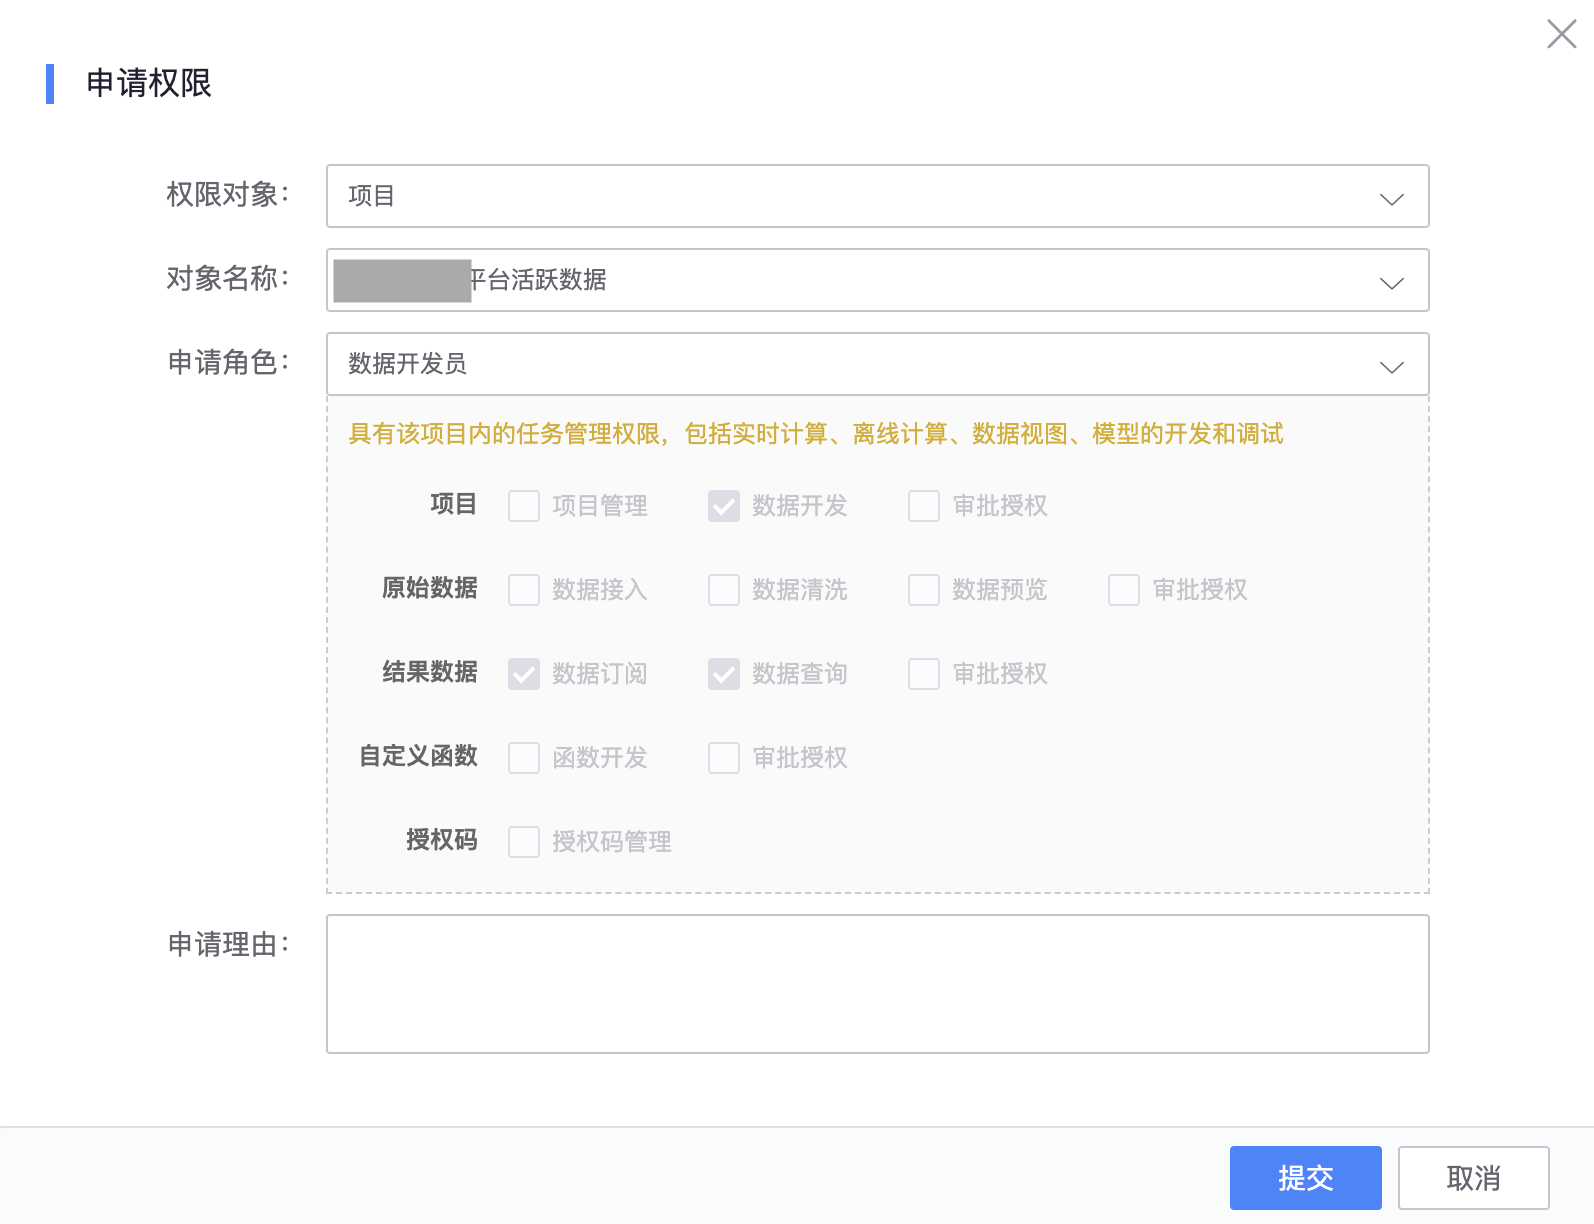 申请权限
权限对象：
项目
对象名称：
平台活跃数据
申请角色：
数据开发员
具有该项目内的任务管理权限，包括实时计算、离线计算、数据视图、模型的开发和调试
项目 项目管理 数据开发 审批授权
原始数据 数据接入 数据清洗 数据预览 审批授权
结果数据 数据订阅 数据查询 审批授权
自定义函数 函数开发 审批授权
授权码 授权码管理
申请理由：
提交 取消